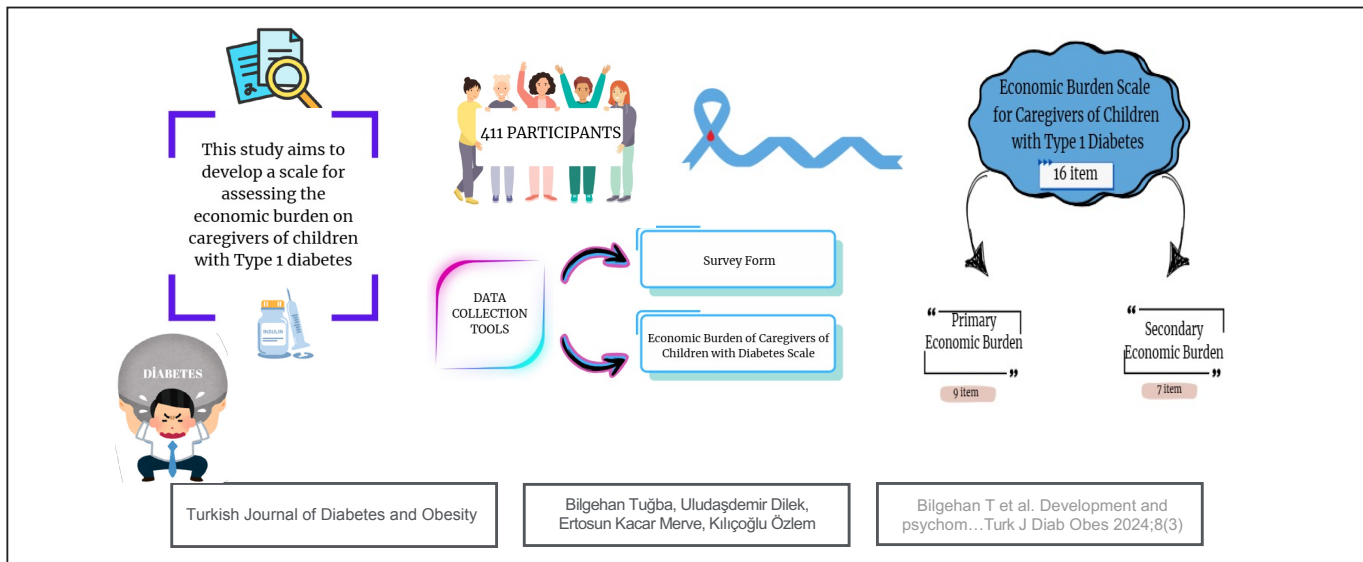 This study aims to
develop a scale for
assessing the
economic burden on
caregivers of children
with Type 1 diabetes
INSULIN
DİABETES
411 PARTICIPANTS
DATA
COLLECTION
TOOLS
Survey Form
Economic Burden of Caregivers of
Children with Diabetes Scale
Economic Burden Scale
for Caregivers of Children
with Type 1 Diabetes
16 item
“
Primary
Economic Burden
”
9 item
“
Secondary
Economic Burden
”
7 item
Turkish Journal of Diabetes and Obesity
Bilgehan Tuğba, Uludaşdemir Dilek,
Ertosun Kacar Merve, Kılıçoğlu Özlem
Bilgehan T et al. Development and
psychom…Turk J Diab Obes 2024;8(3)